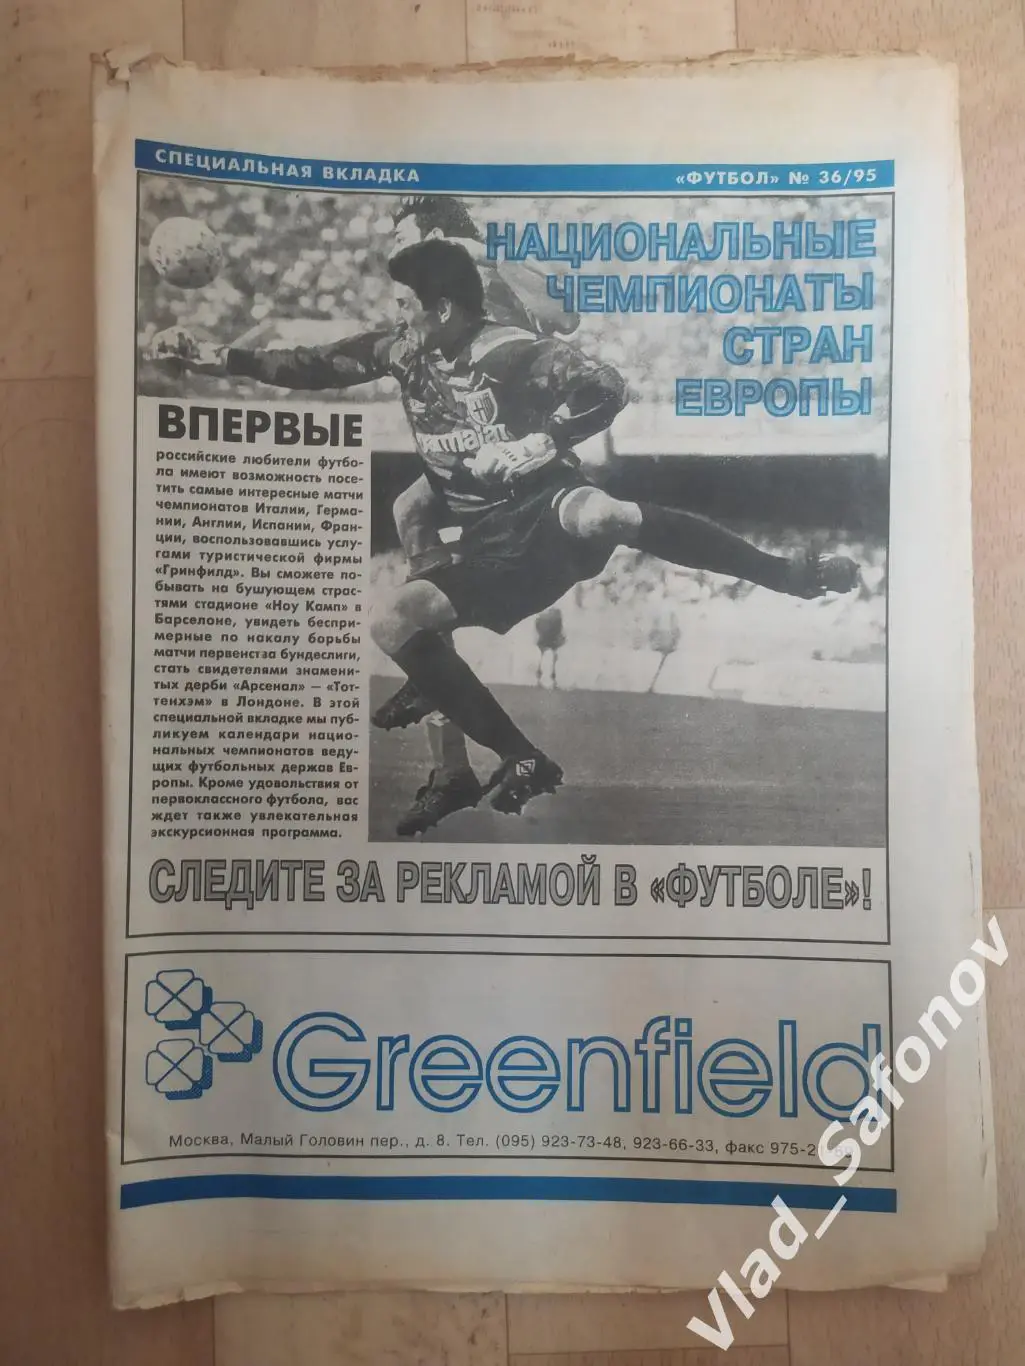 СПЕЦИАЛЬНАЯ ВКЛАДКА
«ФУТБОЛ» № 36/95
НАЦИОНАЛЬНЫЕ
ЧЕМПИОНАТЫ
СТРАН
ЕВРОПЫ
Parmalat
ВПЕРВЫЕ
российские любители футбо-
ла имеют возможность посе-
тить самые интересные матчи
чемпионатов Италии, Герма-
нии, Англии, Испании, Фран-
ции, воспользовавшись услу-
гами туристической фирмы
«Гринфилд». Вы сможете по-
бывать на бушующем страс-
тями стадионе «Ноу Камп» в
Барселоне, увидеть беспри-
мерные по накалу борьбы
матчи первенства бундеслиги,
стать свидетелями знамени-
тых дерби «Арсенал» — «Тот-
тенхэм» в Лондоне. В этой
специальной вкладке мы пуб-
ликуем календари нацио-
нальных чемпионатов веду-
щих футбольных держав Ев-
ропы. Кроме удовольствия от
первоклассного футбола, вас
ждет также увлекательная
экскурсионная программа.
СЛЕДИТЕ ЗА РЕКЛАМОЙ В «ФУТБОЛЕ»!
Greenfield
Москва, Малый Головин пер., д. 8. Тел. (095) 923-73-48, 923-66-33, факс
Vlad_Safonov